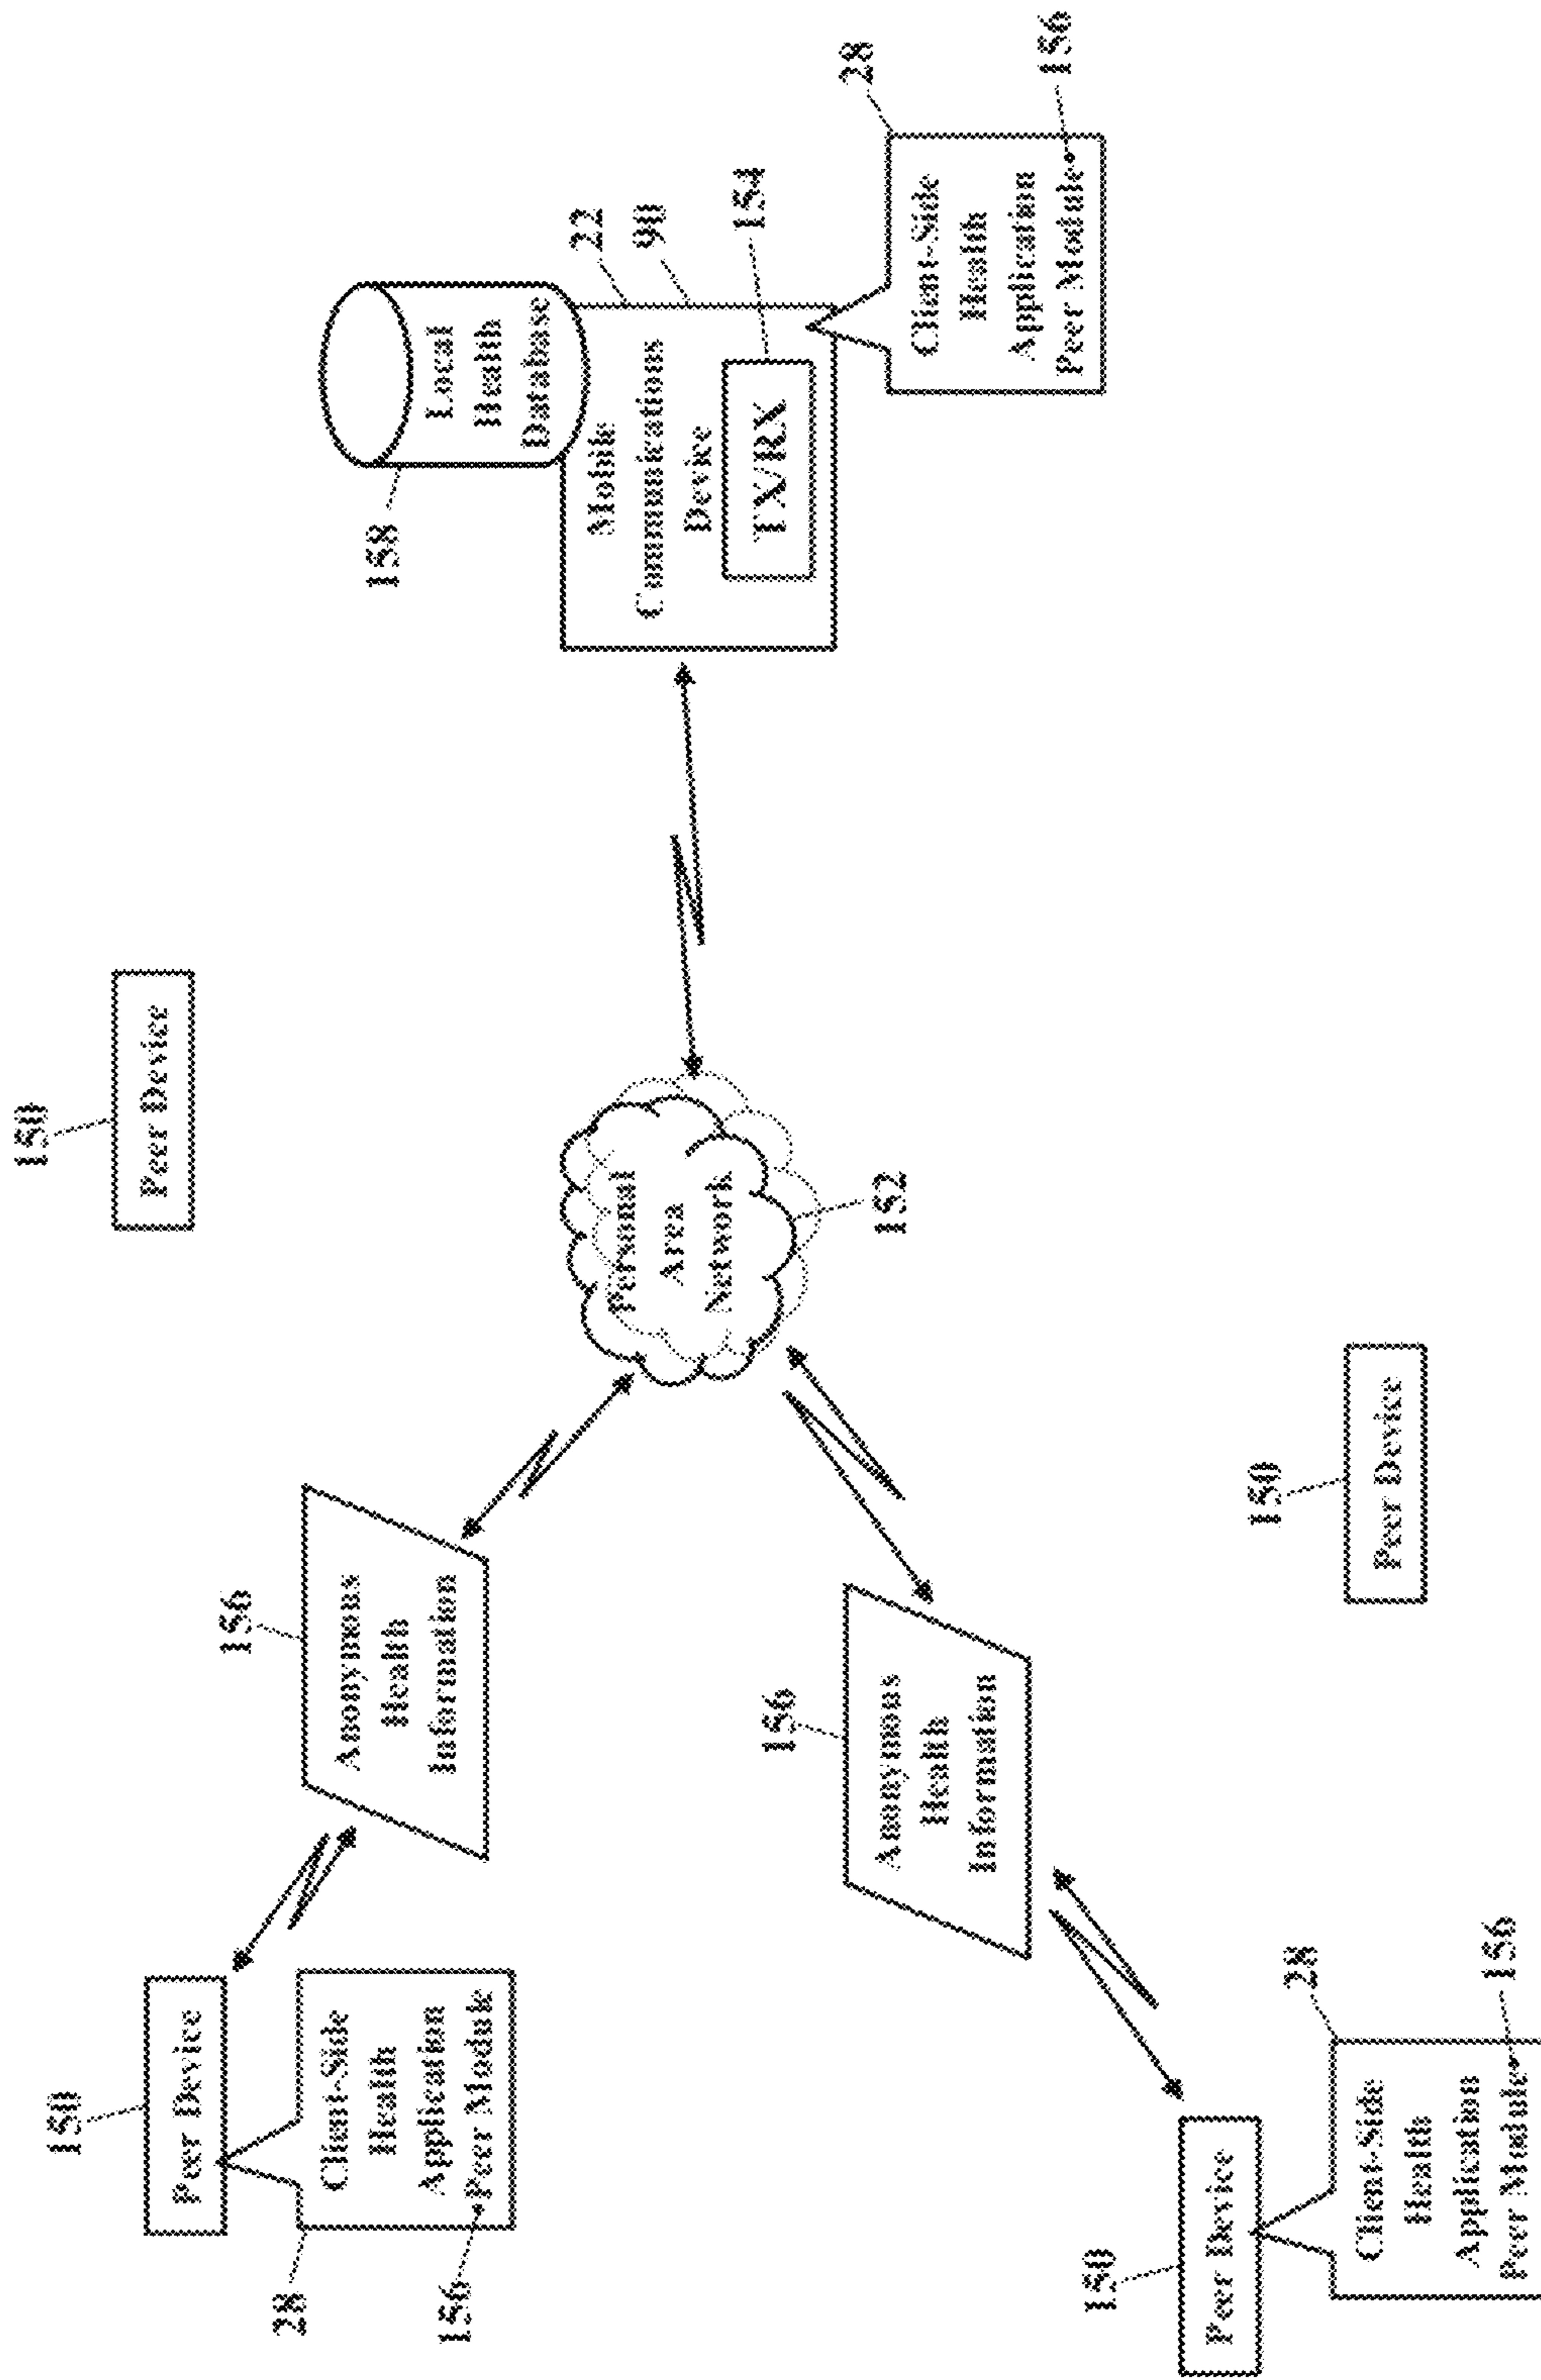 150
Peer Device
28
Client-Side
Health
Application
156
Peer Module
156
Anonymous
Health
Information
150
Peer Device
158
Local
Health
Database
22
90
Mobile
Communications
Device
154
TX/RX
28
Client-Side
Health
Application
Peer Module
156
Personal
Area
Network
152
156
Anonymous
Health
Information
150
Peer Device
150
Peer Device
28
Client-Side
Health
Application
Peer Module
156